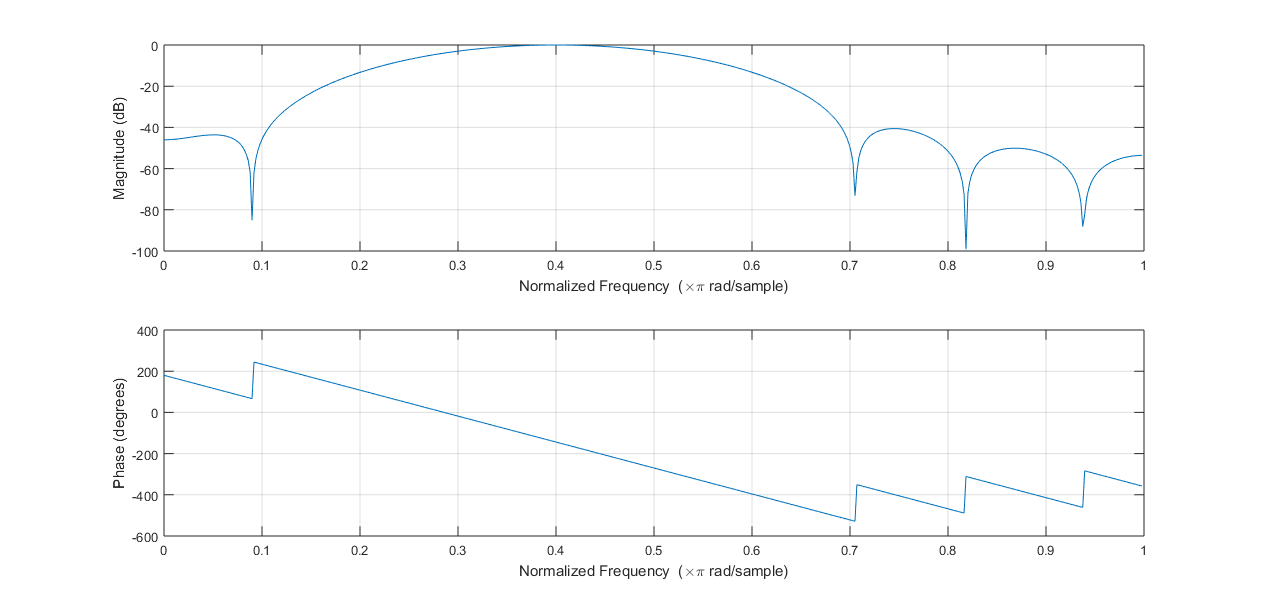 0
-20
-40
-60
-80
-100
Magnitude (dB)
0 0.1 0.2 0.3 0.4 0.5 0.6 0.7 0.8 0.9 1
Normalized Frequency (×π rad/sample)
400
200
0
-200
-400
-600
Phase (degrees)
0 0.1 0.2 0.3 0.4 0.5 0.6 0.7 0.8 0.9 1
Normalized Frequency (×π rad/sample)